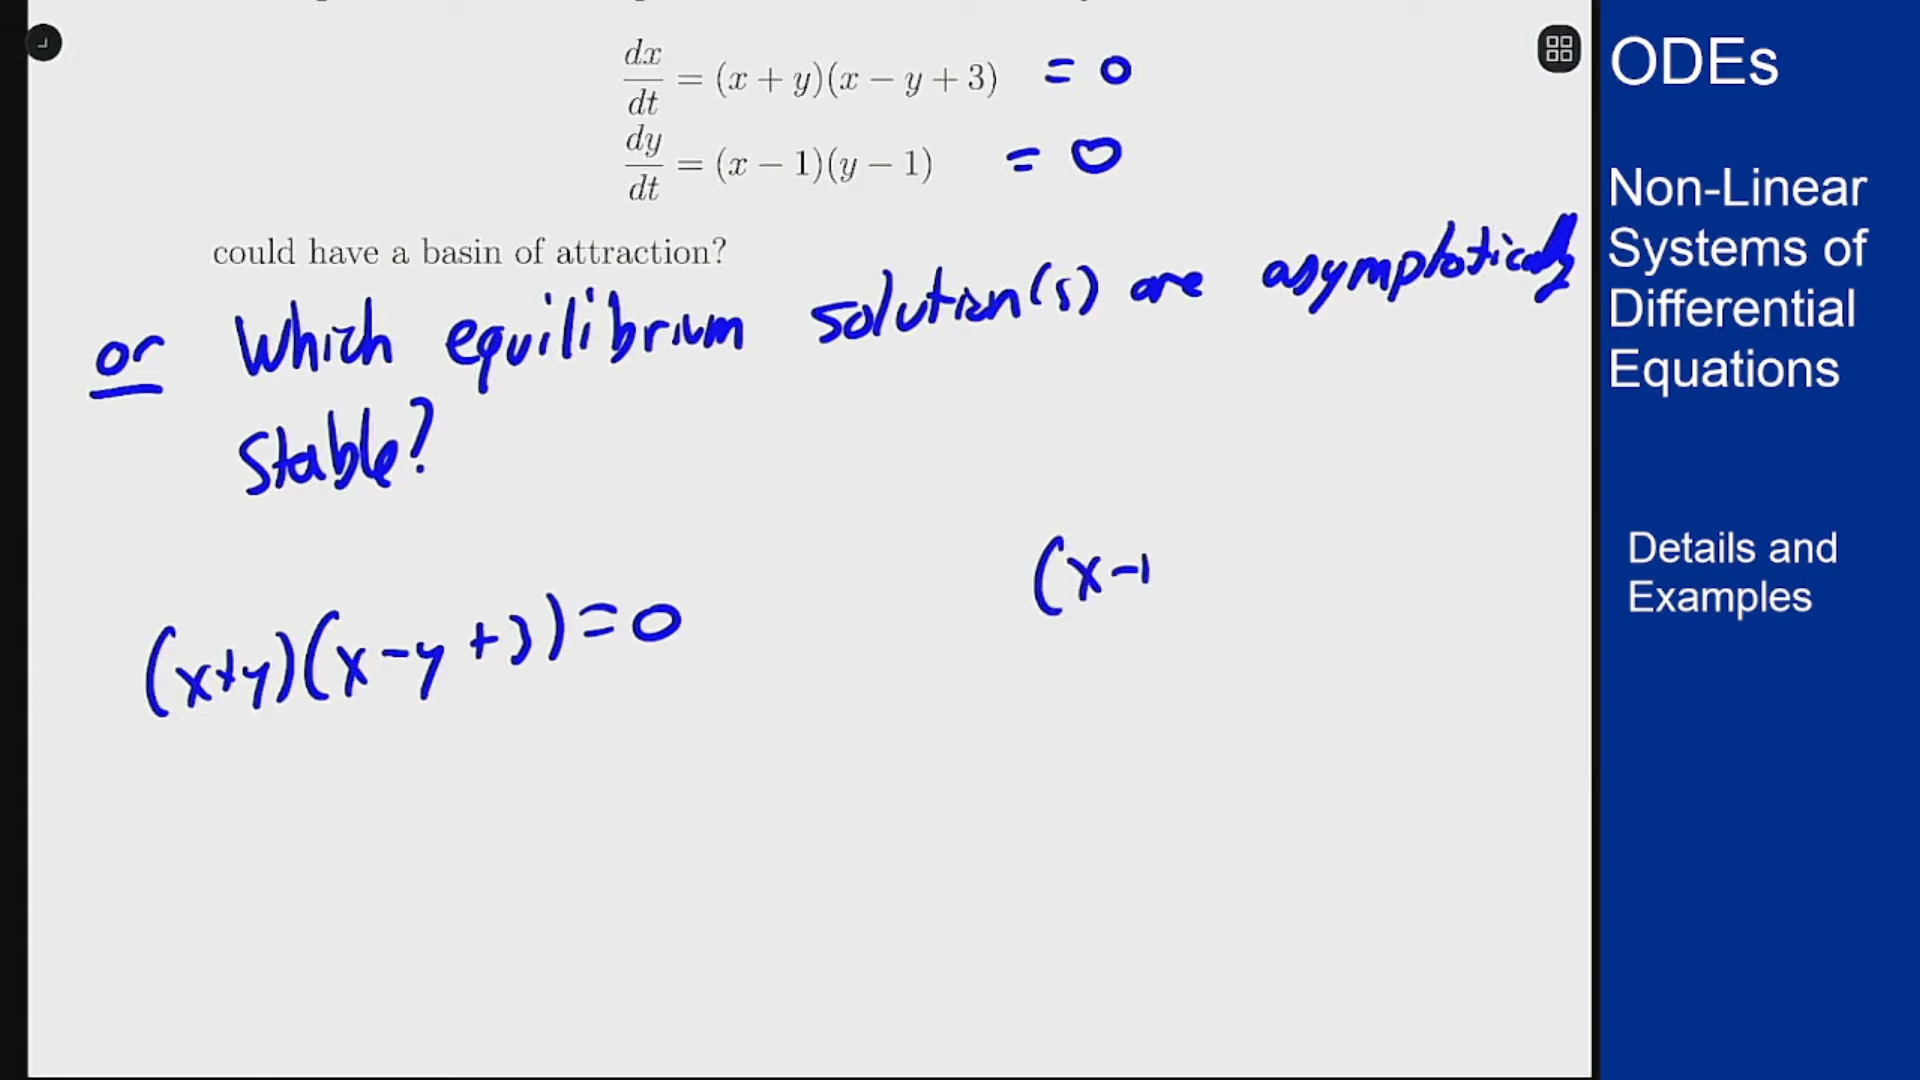 dx/dt = (x + y)(x − y + 3) = 0
dy/dt = (x − 1)(y − 1) = 0
could have a basin of attraction?
or Which equilibrium solution(s) are asymptotically
stable?
(x+y)(x-y+3)=0
(x-1
ODEs
Non-Linear
Systems of
Differential
Equations
Details and
Examples